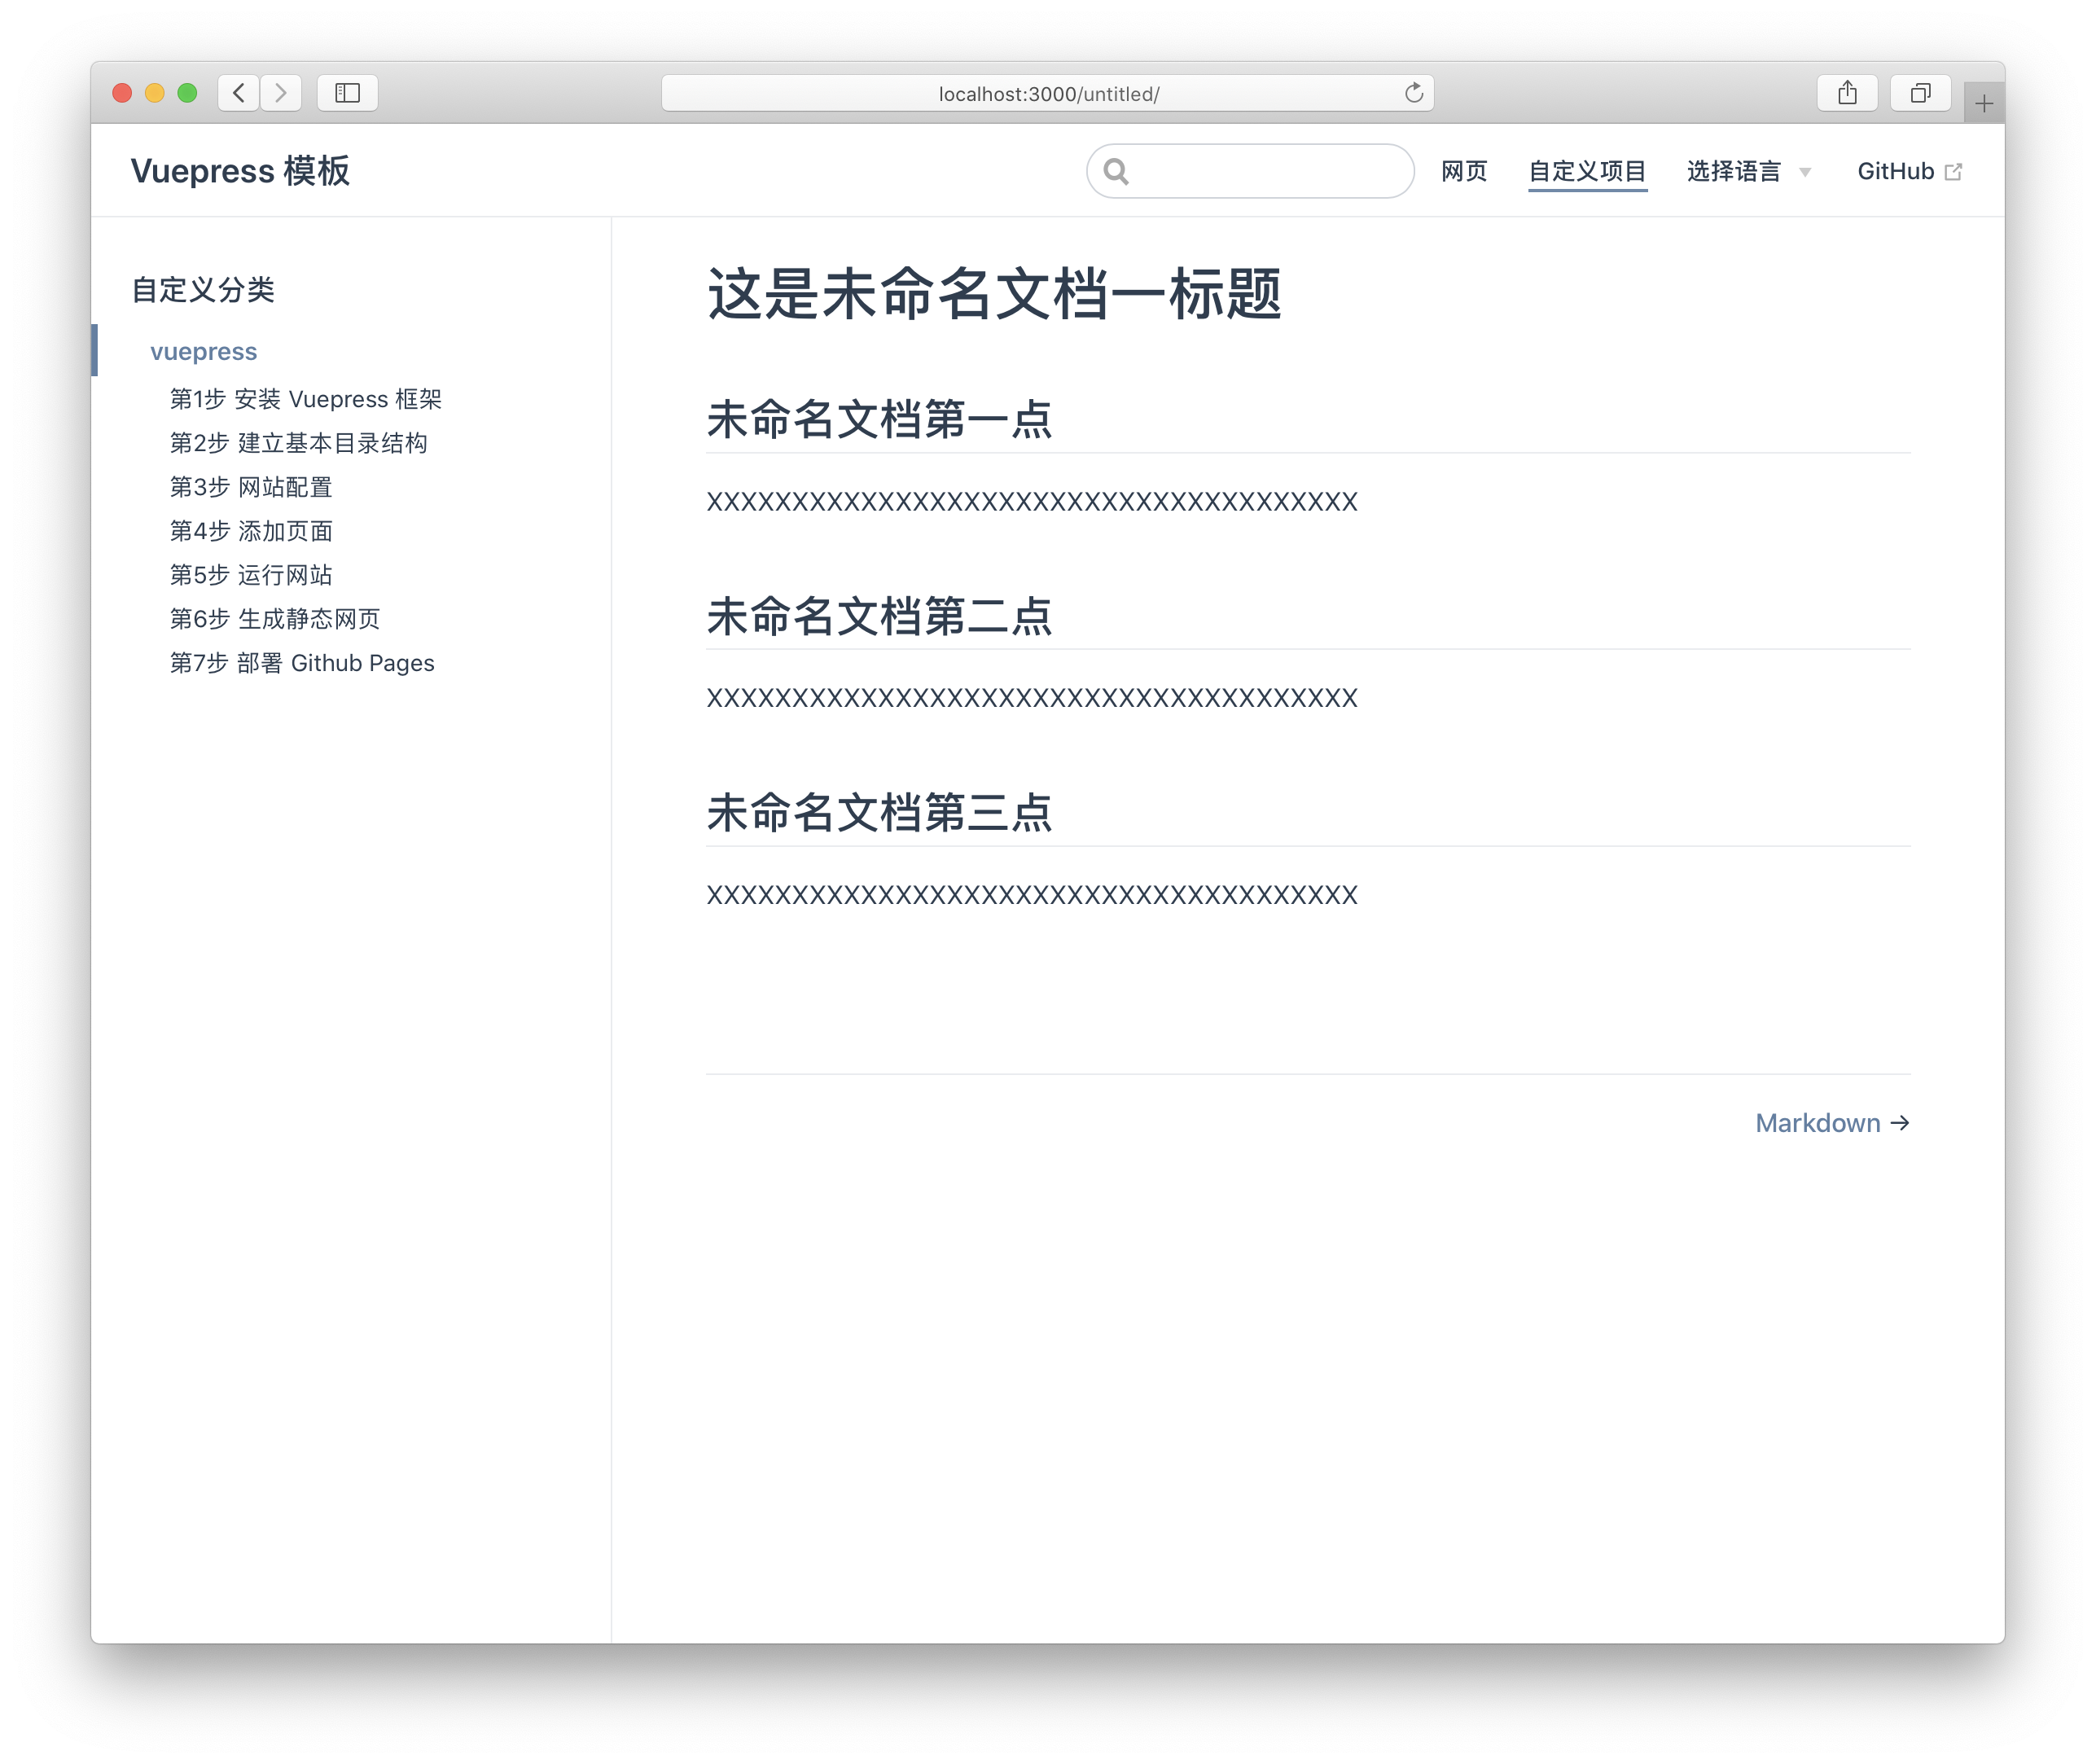 localhost:3000/untitled/
Vuepress 模板
网页 自定义项目 选择语言 GitHub
自定义分类
vuepress
第1步 安装 Vuepress 框架
第2步 建立基本目录结构
第3步 网站配置
第4步 添加页面
第5步 运行网站
第6步 生成静态网页
第7步 部署 Github Pages
这是未命名文档一标题
未命名文档第一点
XXXXXXXXXXXXXXXXXXXXXXXXXXXXXXXXXXXXXX
未命名文档第二点
XXXXXXXXXXXXXXXXXXXXXXXXXXXXXXXXXXXXXX
未命名文档第三点
XXXXXXXXXXXXXXXXXXXXXXXXXXXXXXXXXXXXXX
Markdown →